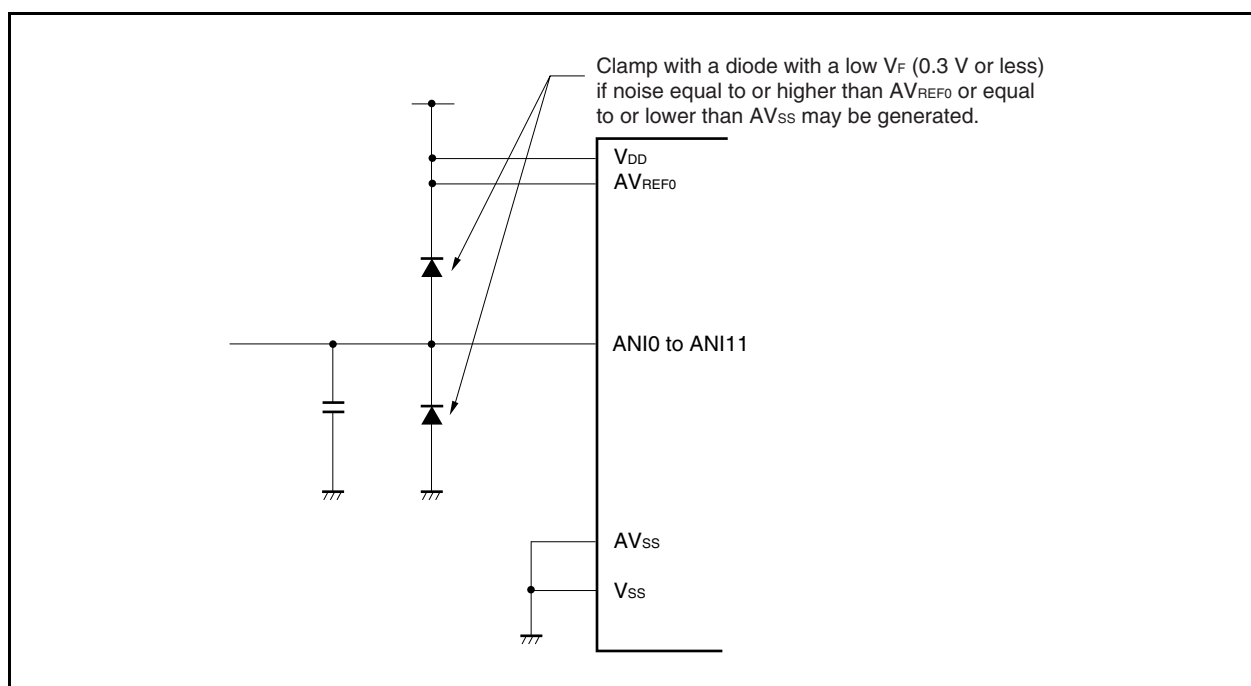 Clamp with a diode with a low VF (0.3 V or less)
if noise equal to or higher than AVREF0 or equal
to or lower than AVSS may be generated.
VDD
AVREF0
ANI0 to ANI11
AVSS
VSS